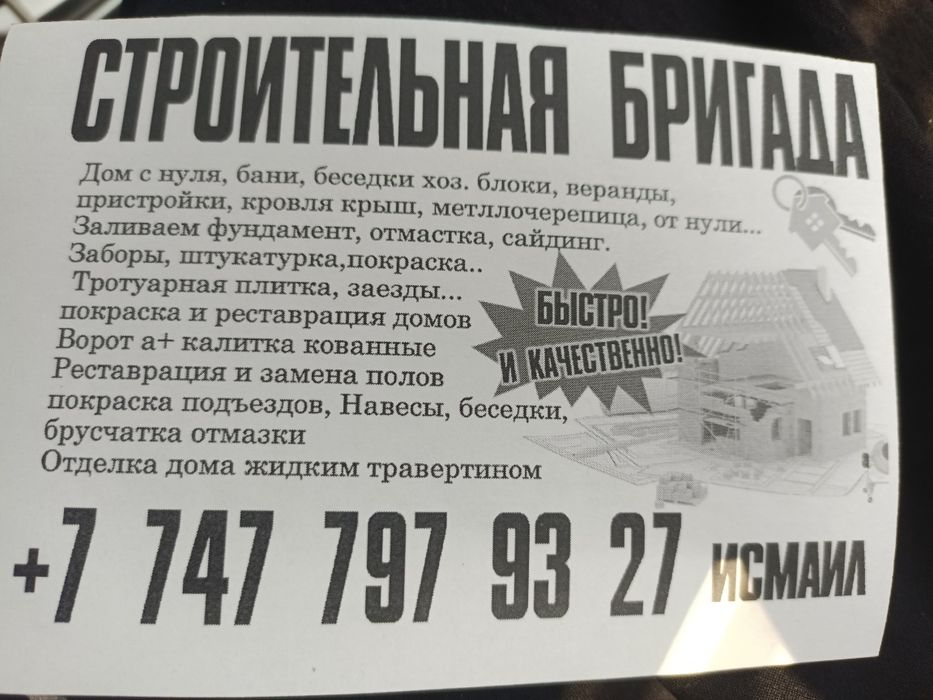 СТРОИТЕЛЬНАЯ БРИГАДА
Дом с нуля, бани, беседки хоз. блоки, веранды,
пристройки, кровля крыш, метллочерепица, от нули...
Заливаем фундамент, отмастка, сайдинг.
Заборы, штукатурка,покраска..
Тротуарная плитка, заезды...
покраска и реставрация домов
Ворот а+ калитка кованные
Реставрация и замена полов
покраска подъездов, Навесы, беседки,
брусчатка отмазки
Отделка дома жидким травертином
БЫСТРО!
И КАЧЕСТВЕННО!
+7 747 797 93 27 ИСМАИЛ